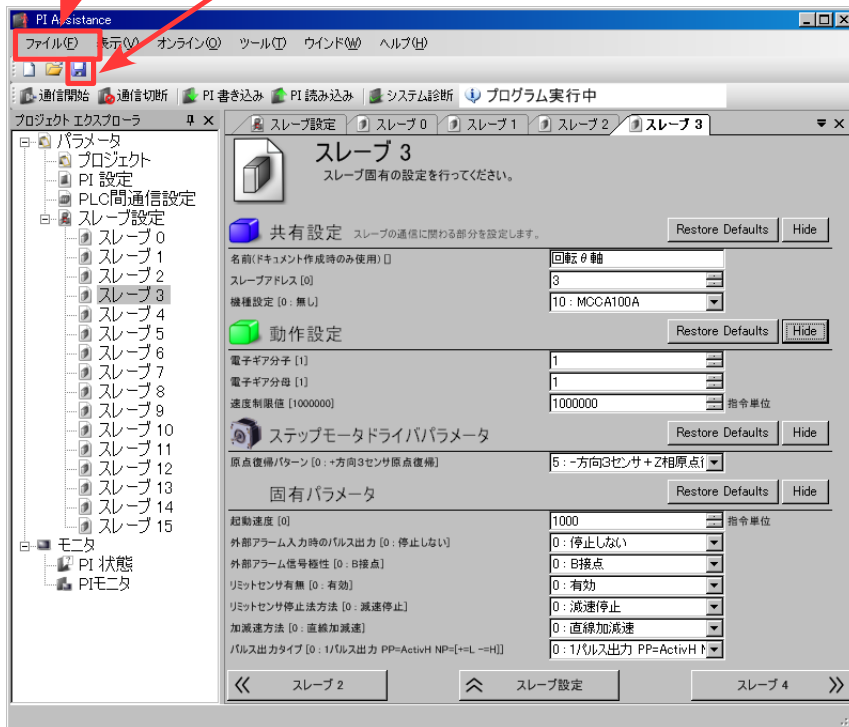 PI Assistance
ファイル(F) 表示(V) オンライン(O) ツール(T) ウインド(W) ヘルプ(H)
通信開始 通信切断 PI 書き込み PI 読み込み システム診断 プログラム実行中
プロジェクト エクスプローラ
パラメータ
プロジェクト
PI 設定
PLC間通信設定
スレーブ設定
スレーブ 0
スレーブ 1
スレーブ 2
スレーブ 3
スレーブ 4
スレーブ 5
スレーブ 6
スレーブ 7
スレーブ 8
スレーブ 9
スレーブ 10
スレーブ 11
スレーブ 12
スレーブ 13
スレーブ 14
スレーブ 15
モニタ
PI 状態
PIモニタ
スレーブ設定 スレーブ 0 スレーブ 1 スレーブ 2 スレーブ 3
スレーブ 3
スレーブ固有の設定を行ってください。
共有設定 スレーブの通信に関わる部分を設定します。 Restore Defaults Hide
名前(ドキュメント作成時のみ使用) [] 回転θ軸
スレーブアドレス [0] 3
機種設定 [0 : 無し] 10 : MCCA100A
動作設定 Restore Defaults Hide
電子ギア分子 [1] 1
電子ギア分母 [1] 1
速度制限値 [1000000] 1000000 指令単位
ステップモータドライバパラメータ Restore Defaults Hide
原点復帰パターン [0 : +方向3センサ原点復帰] 5 : -方向3センサ+Z相原点
固有パラメータ Restore Defaults Hide
起動速度 [0] 1000 指令単位
外部アラーム入力時のパルス出力 [0 : 停止しない] 0 : 停止しない
外部アラーム信号極性 [0 : B接点] 0 : B接点
リミットセンサ有無 [0 : 有効] 0 : 有効
リミットセンサ停止法方法 [0 : 減速停止] 0 : 減速停止
加減速方法 [0 : 直線加減速] 0 : 直線加減速
パルス出力タイプ [0 : 1パルス出力 PP=ActivH NP=[+=L -=H]] 0 : 1パルス出力 PP=ActivH
スレーブ 2 スレーブ設定 スレーブ 4